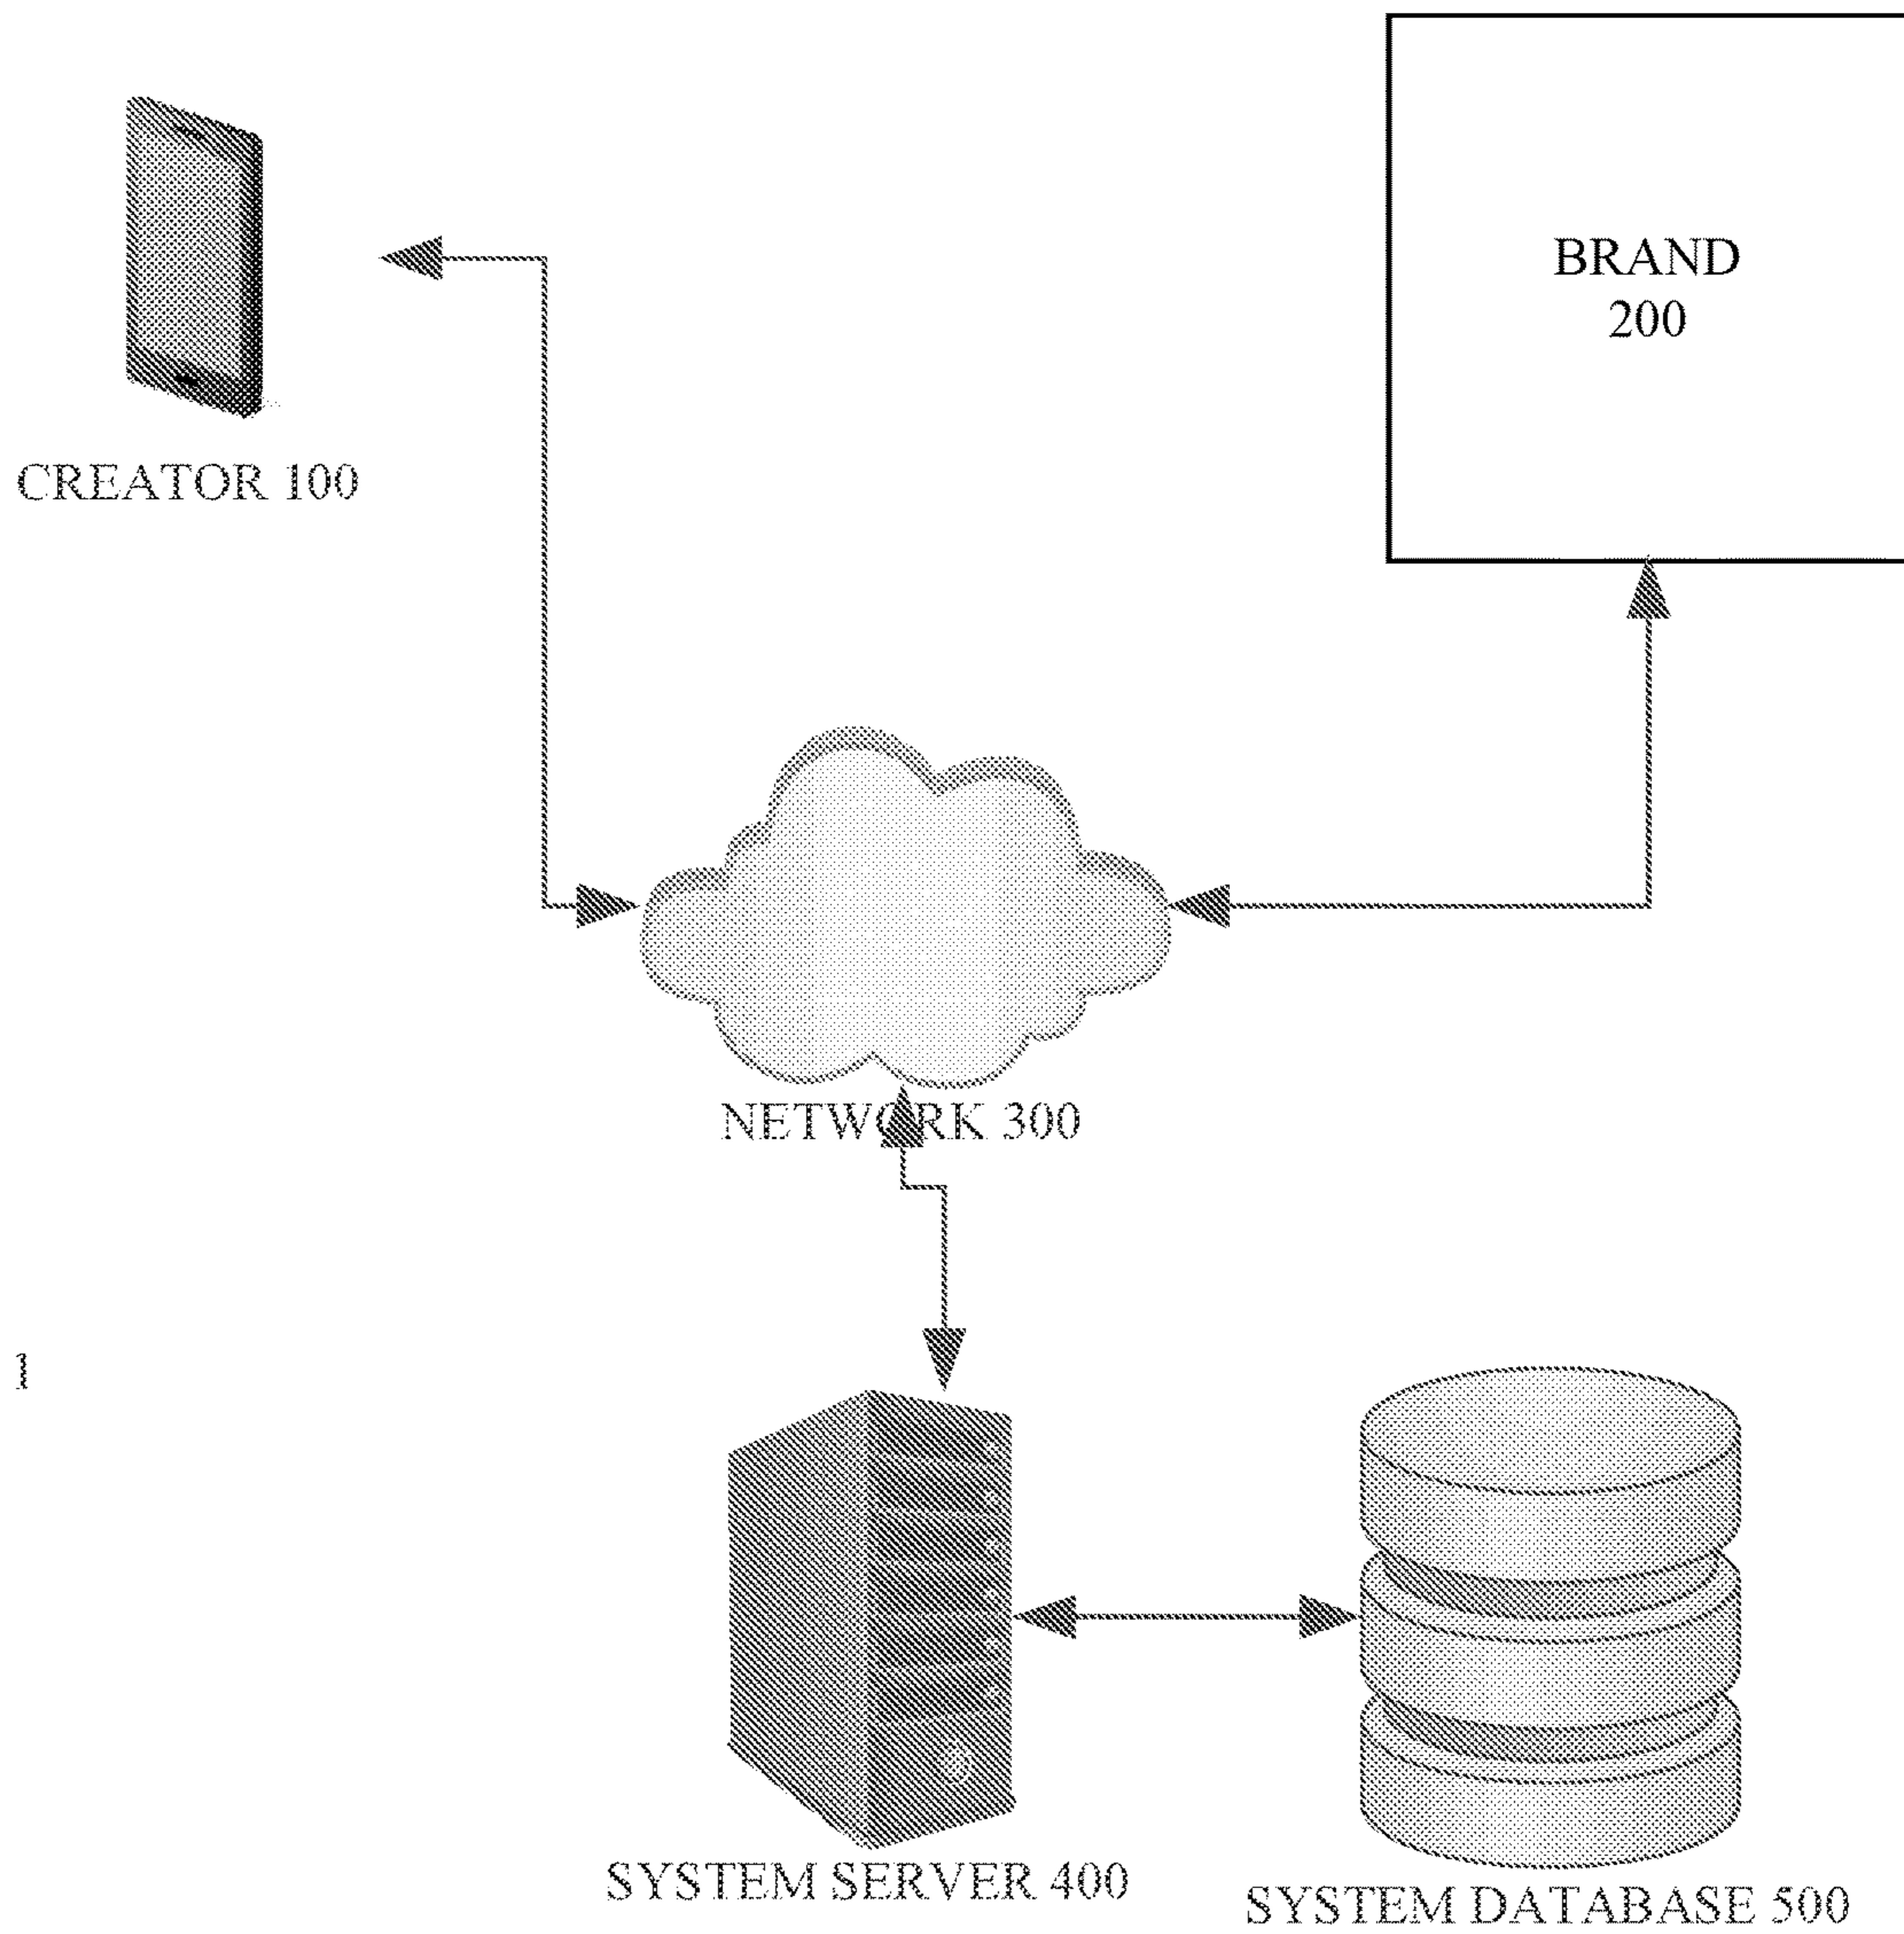 BRAND
200
CREATOR 100
NETWORK 300
1
SYSTEM SERVER 400
SYSTEM DATABASE 500